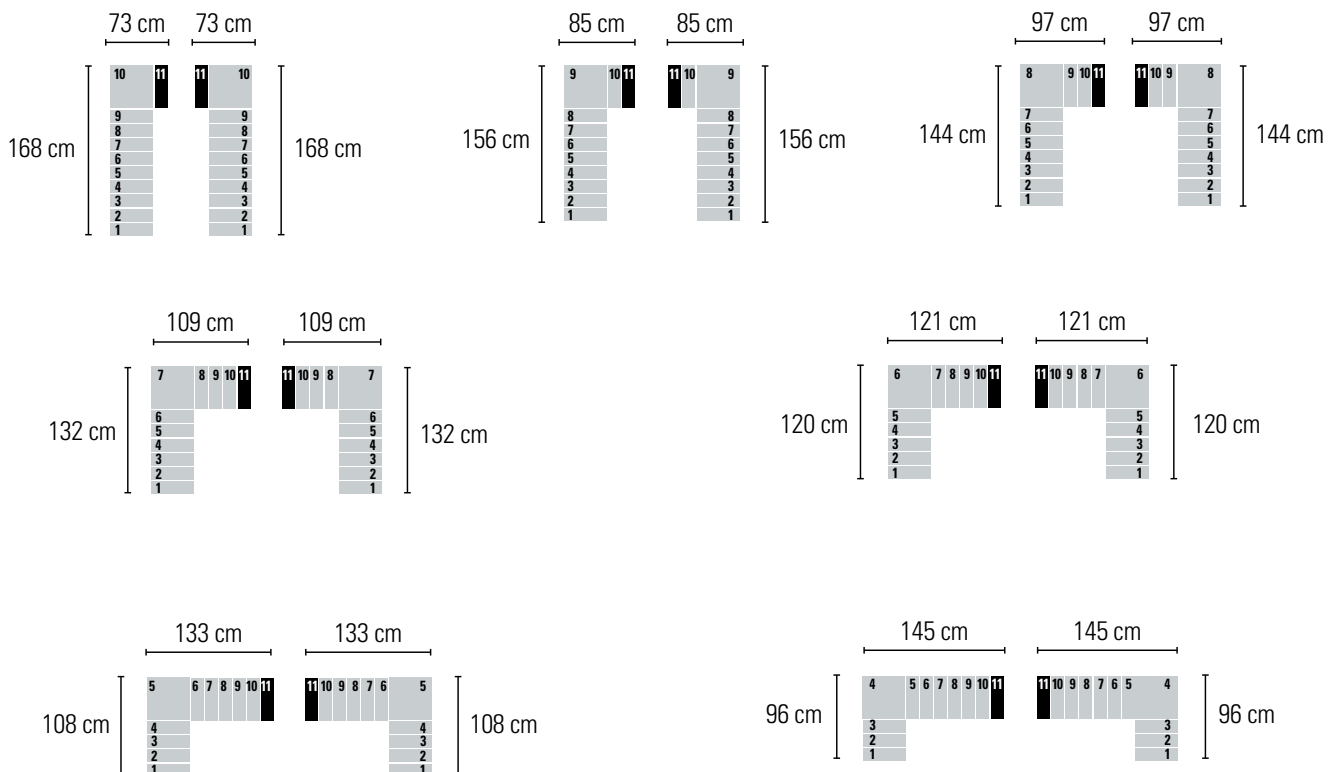 73 cm 73 cm 85 cm 85 cm 97 cm 97 cm
10 11 11 10 9 10 11 11 10 9 8 9 10 11 11 10 9 8
9 9 8 8 7 7
8 8 7 7 6 6
7 7 6 6 5 5
168 cm 6 6 168 cm 156 cm 5 5 156 cm 144 cm 4 4 144 cm
5 5 4 4 3 3
4 4 3 3 2 2
3 3 2 2 1 1
2 2 1 1
1 1
109 cm 109 cm 121 cm 121 cm
7 8 9 10 11 11 10 9 8 7 6 7 8 9 10 11 11 10 9 8 7 6
6 6 5 5
5 5 4 4
132 cm 4 4 132 cm 120 cm 3 3 120 cm
3 3 2 2
2 2 1 1
1 1
133 cm 133 cm 145 cm 145 cm
5 6 7 8 9 10 11 11 10 9 8 7 6 5 4 5 6 7 8 9 10 11 11 10 9 8 7 6 5 4
108 cm 4 4 108 cm 96 cm 3 3 96 cm
3 3 2 2
2 2 1 1
1 1